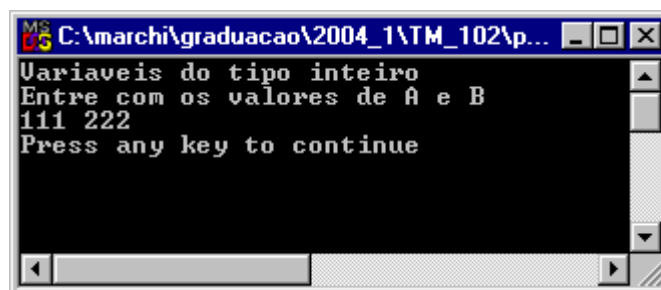 C:\marchi\graduacao\2004_1\TM_102\p...
Variaveis do tipo inteiro
Entre com os valores de A e B
111 222
Press any key to continue